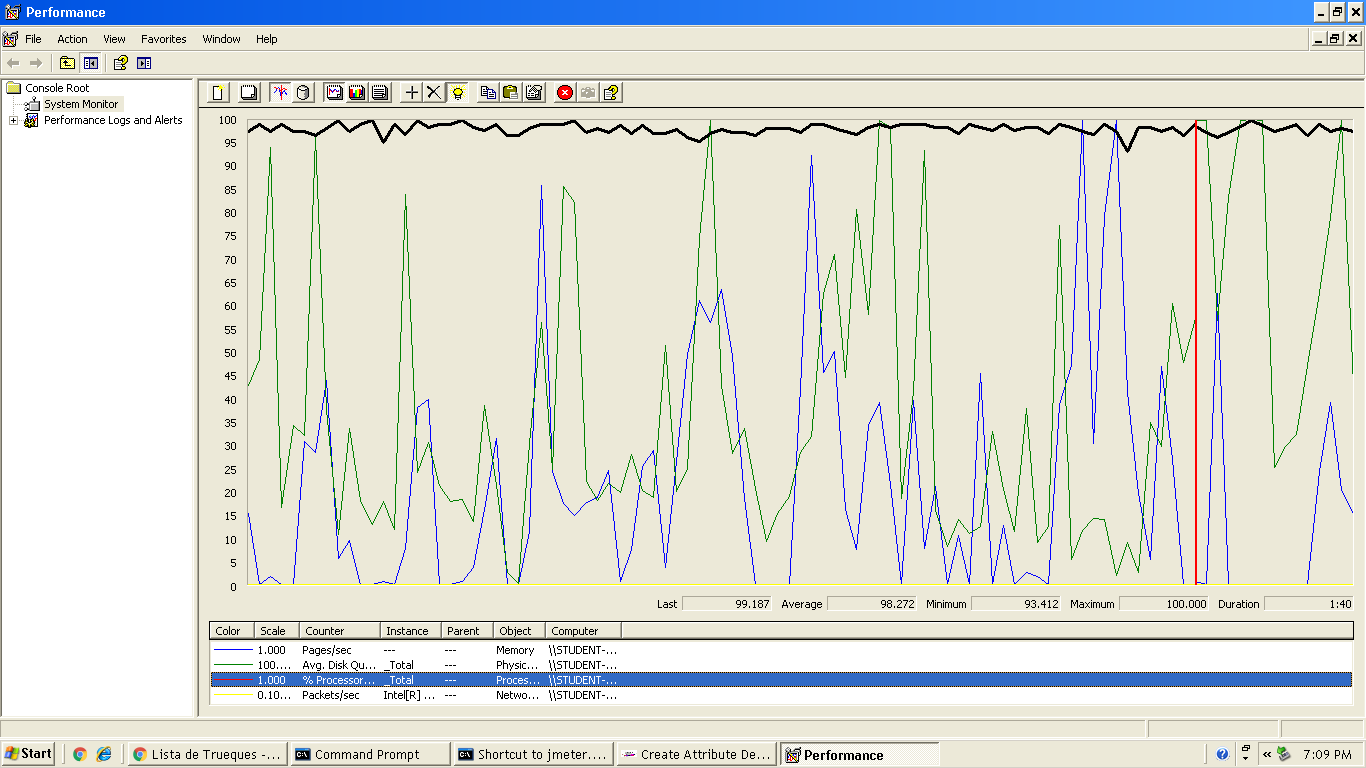 Performance
File Action View Favorites Window Help
Console Root
System Monitor
Performance Logs and Alerts
100
95
90
85
80
75
70
65
60
55
50
45
40
35
30
25
20
15
10
5
0
Last 99.187 Average 98.272 Minimum 93.412 Maximum 100.000 Duration 1:40
Color Scale Counter Instance Parent Object Computer
1.000 Pages/sec --- --- Memory \\STUDENT-...
100.... Avg. Disk Qu... _Total --- Physic... \\STUDENT-...
1.000 % Processor... _Total --- Proces... \\STUDENT-...
0.10... Packets/sec Intel[R] ... --- Netwo... \\STUDENT-...
Start Lista de Trueques -... Command Prompt Shortcut to jmeter.... Create Attribute De... Performance 7:09 PM